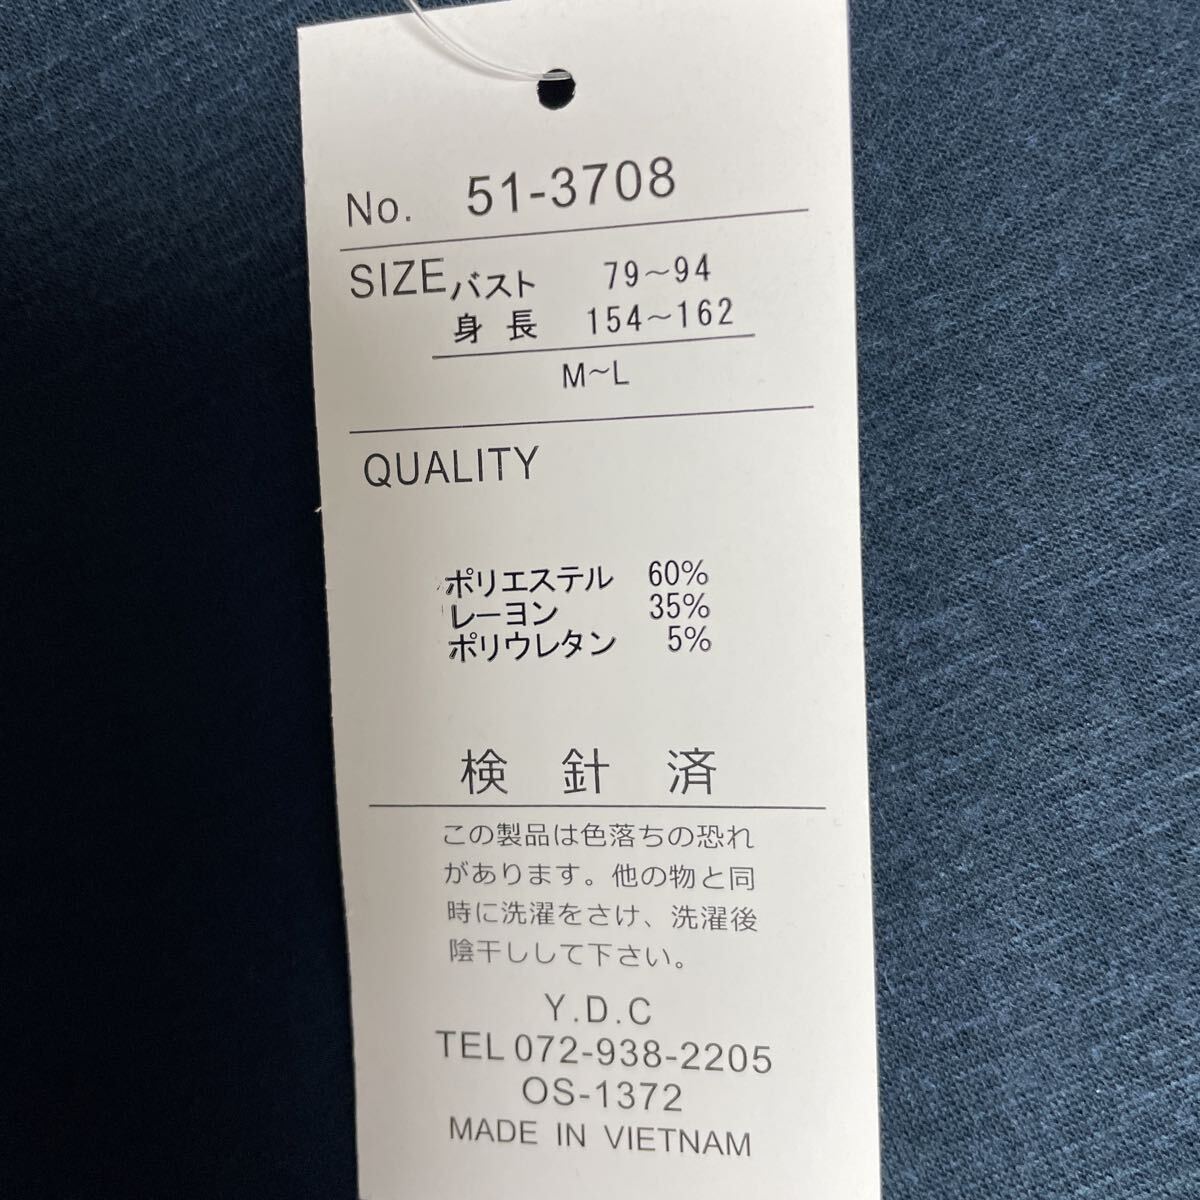 No. 51-3708
SIZE バスト 79~94
身長 154~162
M~L
QUALITY
ポリエステル 60%
レーヨン 35%
ポリウレタン 5%
検針済
この製品は色落ちの恐れ
があります。他の物と同
時に洗濯をさけ、洗濯後
陰干しして下さい。
Y.D.C
TEL 072-938-2205
OS-1372
MADE IN VIETNAM